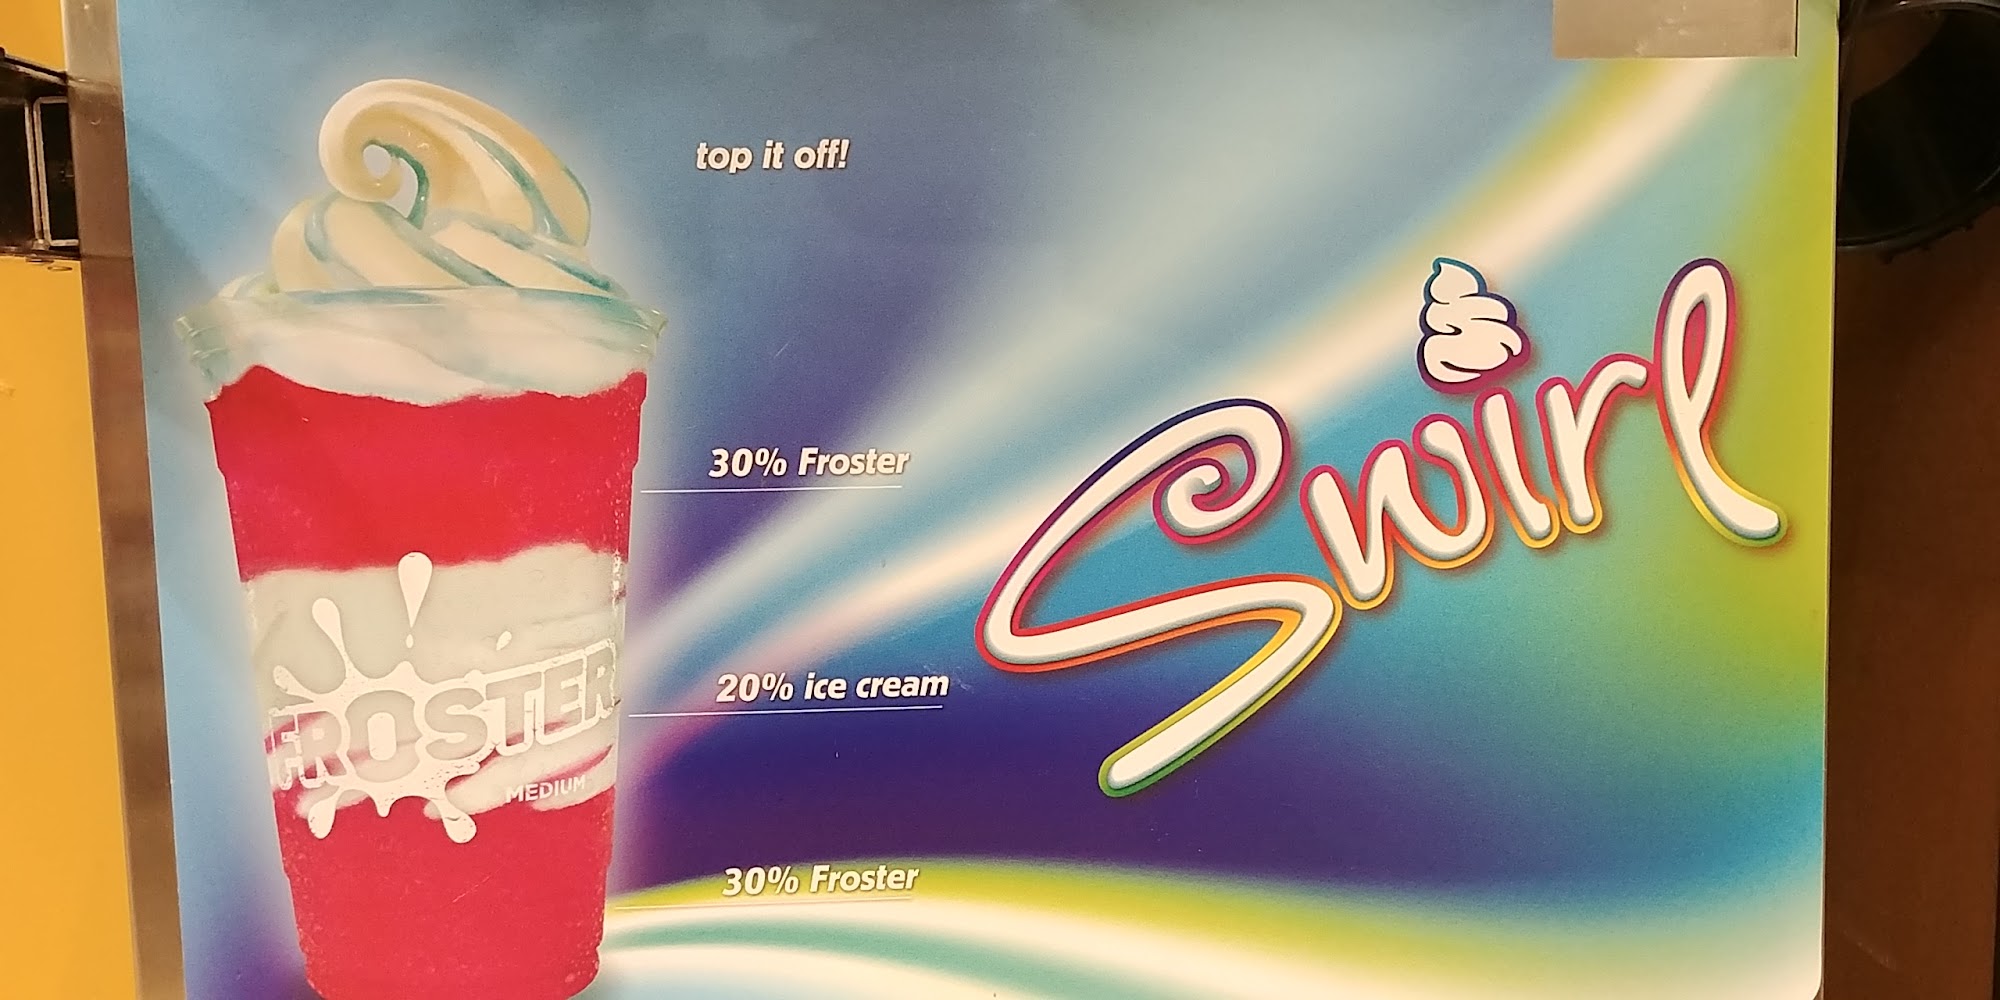 top it off!
30% Froster
Swirl
20% ice cream
FROSTER
MEDIUM
30% Froster